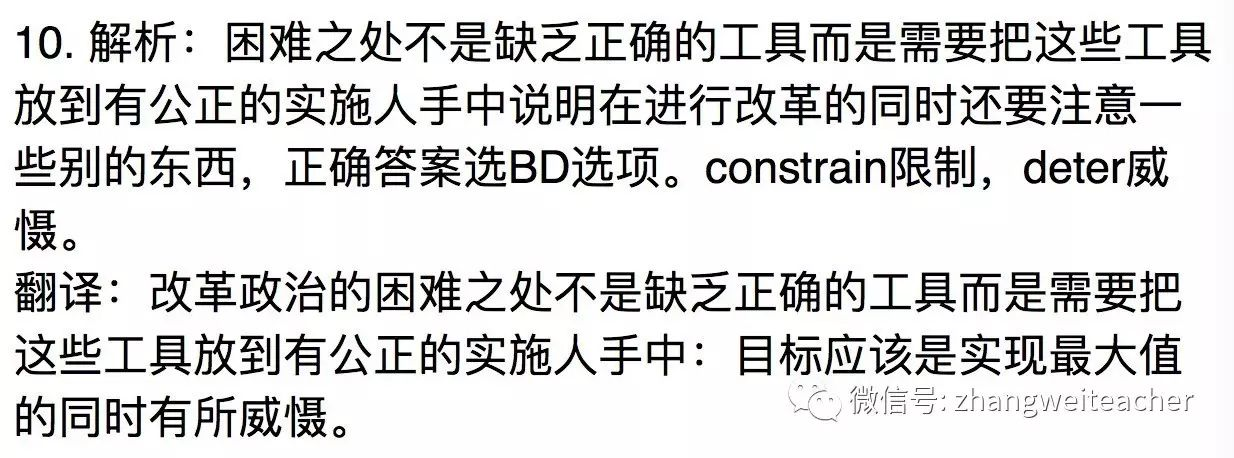 10. 解析：困难之处不是缺乏正确的工具而是需要把这些工具
放到有公正的实施人手中说明在进行改革的同时还要注意一
些别的东西，正确答案选BD选项。constrain限制，deter威
慑。
翻译：改革政治的困难之处不是缺乏正确的工具而是需要把
这些工具放到有公正的实施人手中：目标应该是实现最大值
的同时有所威慑。
微信号: zhangweiteacher